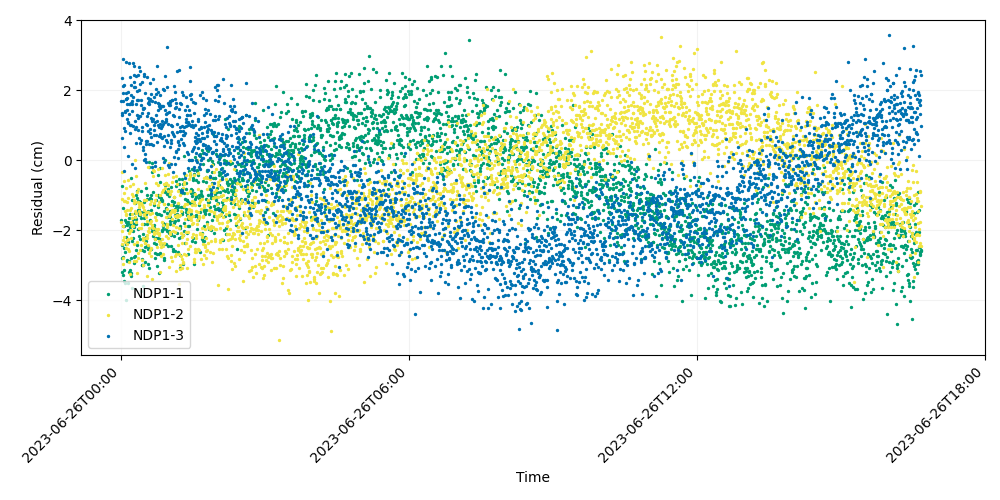 4
2
0
−2
−4
Residual (cm)
NDP1-1
NDP1-2
NDP1-3
2023-06-26T00:00
2023-06-26T06:00
2023-06-26T12:00
2023-06-26T18:00
Time